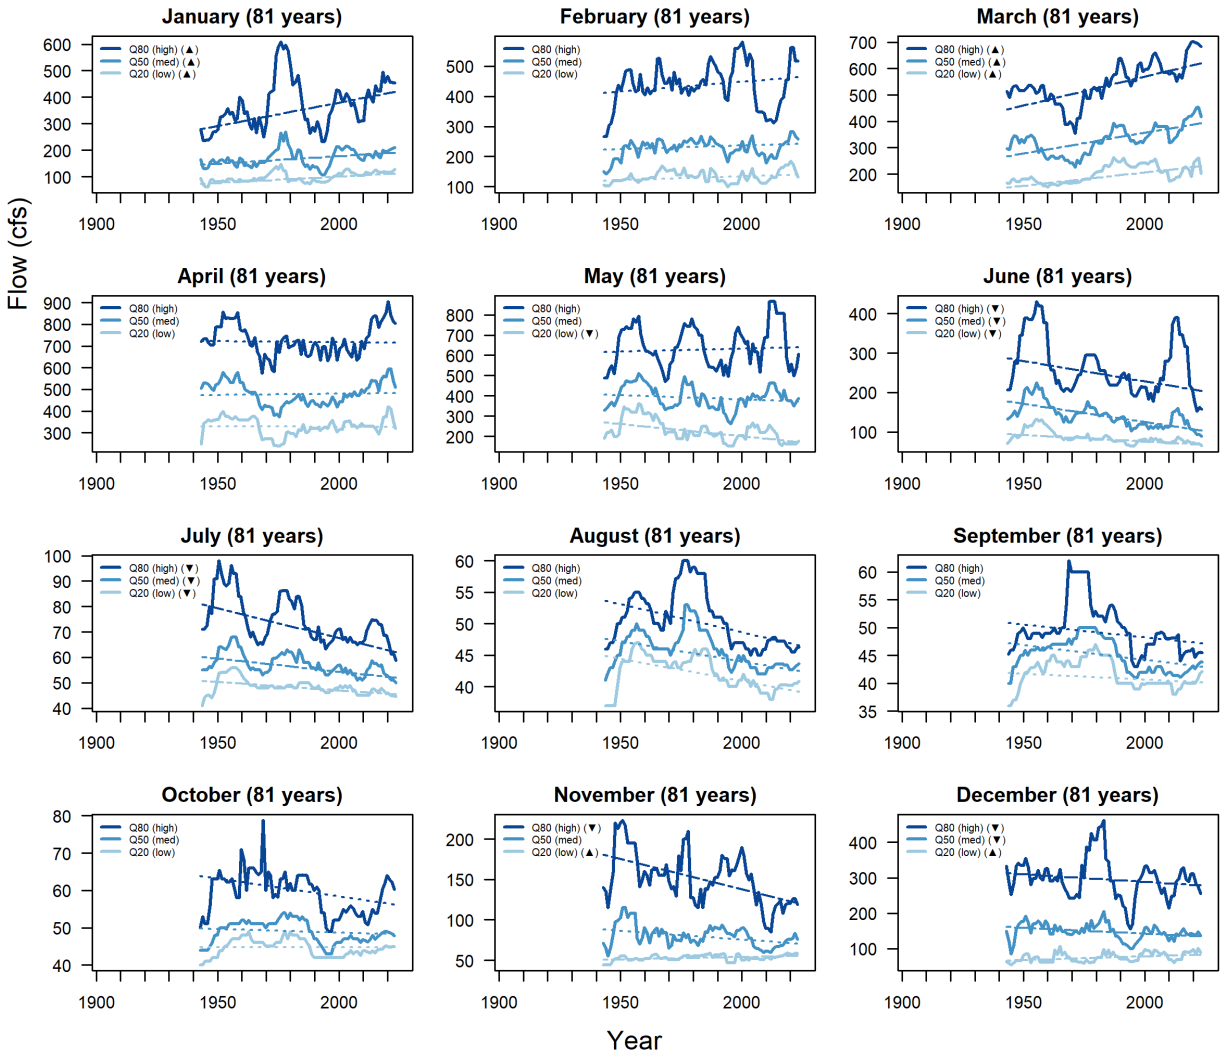 January (81 years)
600
500
400
300
200
100
Q80 (high) (▲)
Q50 (med) (▲)
Q20 (low) (▲)
1900
1950
2000
February (81 years)
500
400
300
200
100
Q80 (high)
Q50 (med)
Q20 (low)
1900
1950
2000
March (81 years)
700
600
500
400
300
200
Q80 (high) (▲)
Q50 (med) (▲)
Q20 (low) (▲)
1900
1950
2000
Flow (cfs)
April (81 years)
900
800
700
600
500
400
300
Q80 (high)
Q50 (med)
Q20 (low)
1900
1950
2000
May (81 years)
800
700
600
500
400
300
200
Q80 (high)
Q50 (med)
Q20 (low) (▼)
1900
1950
2000
June (81 years)
400
300
200
100
Q80 (high) (▼)
Q50 (med) (▼)
Q20 (low) (▼)
1900
1950
2000
July (81 years)
100
90
80
70
60
50
40
Q80 (high) (▼)
Q50 (med) (▼)
Q20 (low) (▼)
1900
1950
2000
August (81 years)
60
55
50
45
40
Q80 (high)
Q50 (med)
Q20 (low)
1900
1950
2000
September (81 years)
60
55
50
45
40
35
Q80 (high)
Q50 (med)
Q20 (low)
1900
1950
2000
October (81 years)
80
70
60
50
40
Q80 (high)
Q50 (med)
Q20 (low)
1900
1950
2000
November (81 years)
200
150
100
50
Q80 (high) (▼)
Q50 (med)
Q20 (low) (▲)
1900
1950
2000
December (81 years)
400
300
200
100
Q80 (high) (▼)
Q50 (med) (▼)
Q20 (low) (▲)
1900
1950
2000
Year